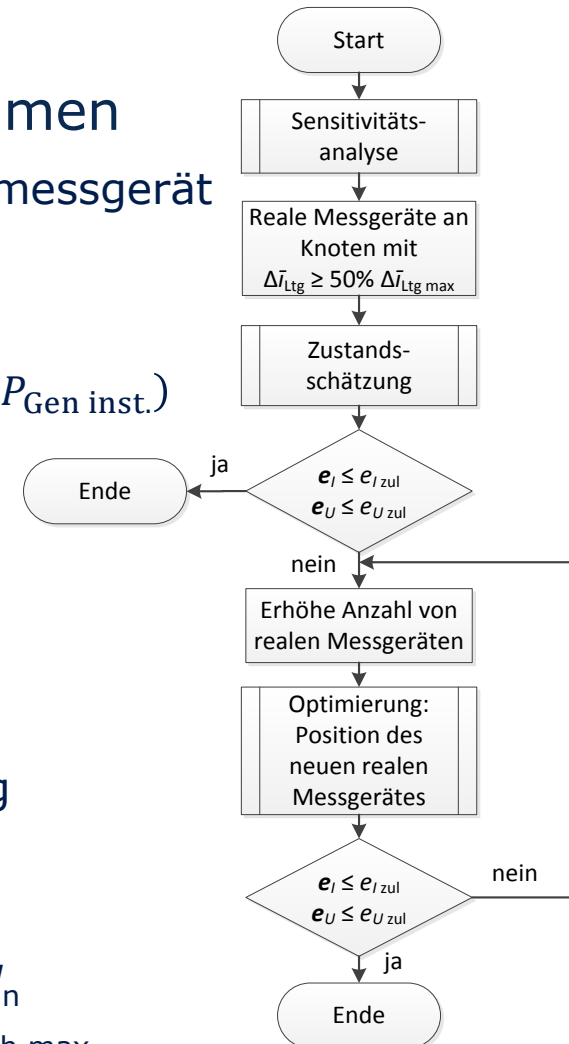 men
messgerät
P_Gen inst.)
g
n
h max
Start
Sensitivitäts-
analyse
Reale Messgeräte an
Knoten mit
Δī_Ltg ≥ 50% Δī_Ltg max
Zustands-
schätzung
e_I ≤ e_I zul
e_U ≤ e_U zul
ja
Ende
nein
Erhöhe Anzahl von
realen Messgeräten
Optimierung:
Position des
neuen realen
Messgerätes
e_I ≤ e_I zul
e_U ≤ e_U zul
nein
ja
Ende